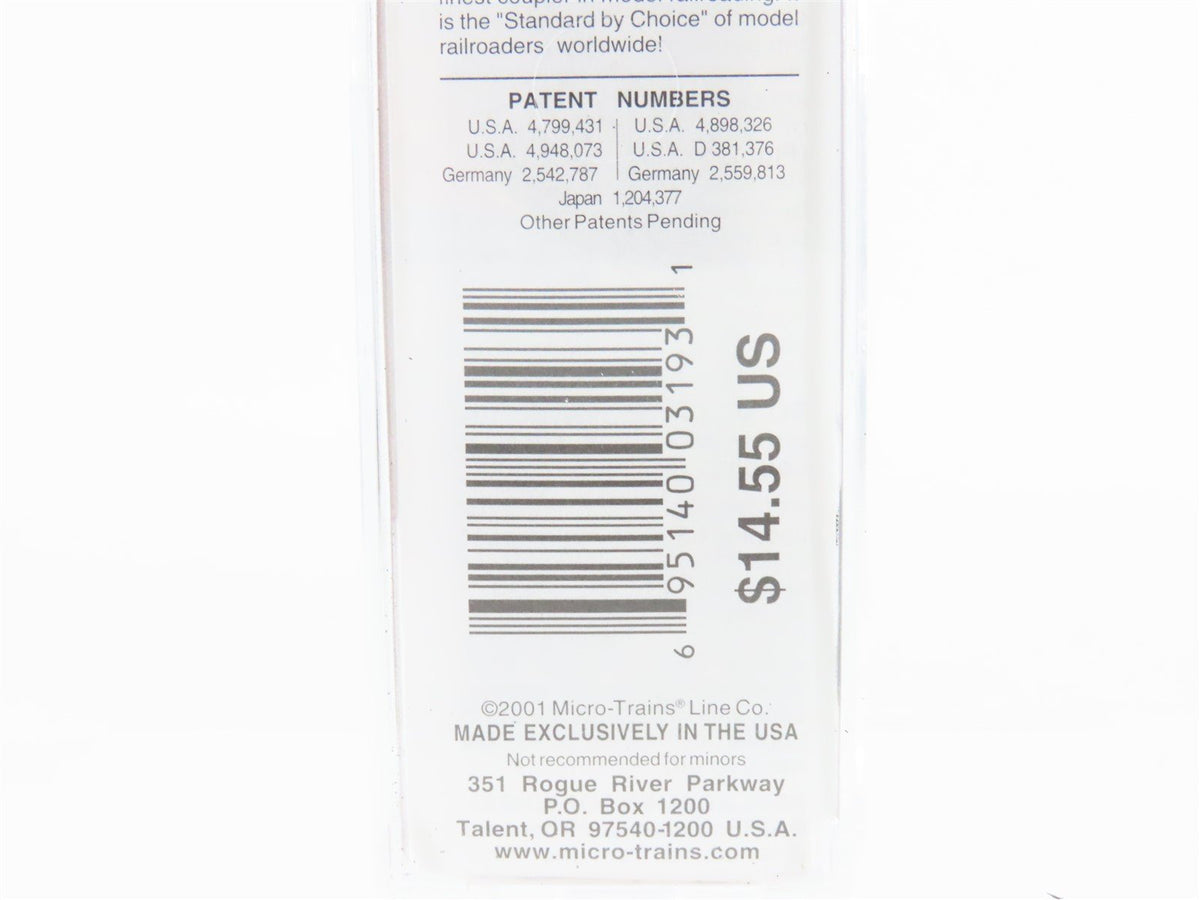 is the "Standard by Choice" of model
railroaders worldwide!
PATENT NUMBERS
U.S.A. 4,799,431 U.S.A. 4,898,326
U.S.A. 4,948,073 U.S.A. D 381,376
Germany 2,542,787 Germany 2,559,813
Japan 1,204,377
Other Patents Pending
6 95140 03193 1
$14.55 US
©2001 Micro-Trains® Line Co.
MADE EXCLUSIVELY IN THE USA
Not recommended for minors
351 Rogue River Parkway
P.O. Box 1200
Talent, OR 97540-1200 U.S.A.
www.micro-trains.com